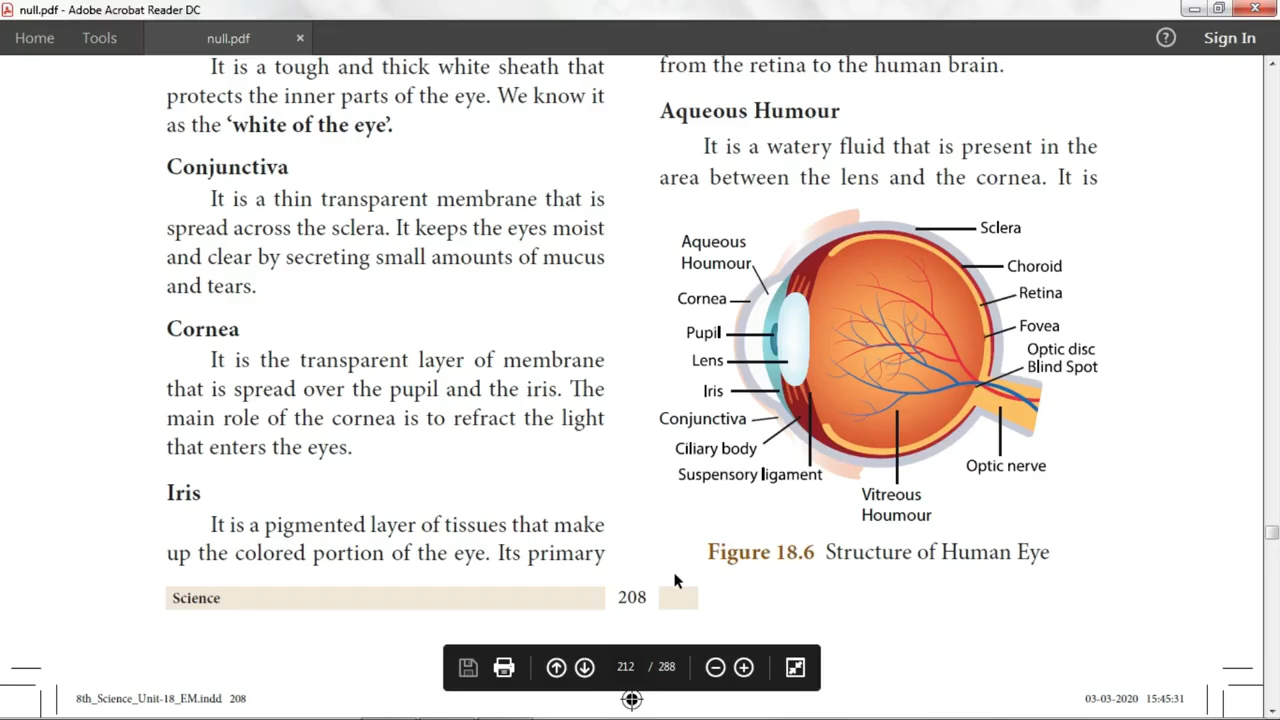 null.pdf - Adobe Acrobat Reader DC
Home Tools null.pdf × ? Sign In
It is a tough and thick white sheath that
protects the inner parts of the eye. We know it
as the ‘white of the eye’.
Conjunctiva
It is a thin transparent membrane that is
spread across the sclera. It keeps the eyes moist
and clear by secreting small amounts of mucus
and tears.
Cornea
It is the transparent layer of membrane
that is spread over the pupil and the iris. The
main role of the cornea is to refract the light
that enters the eyes.
Iris
It is a pigmented layer of tissues that make
up the colored portion of the eye. Its primary
from the retina to the human brain.
Aqueous Humour
It is a watery fluid that is present in the
area between the lens and the cornea. It is
Aqueous
Houmour
Cornea
Pupil
Lens
Iris
Conjunctiva
Ciliary body
Suspensory ligament
Sclera
Choroid
Retina
Fovea
Optic disc
Blind Spot
Optic nerve
Vitreous
Houmour
Figure 18.6 Structure of Human Eye
Science 208
212 / 288
8th_Science_Unit-18_EM.indd 208
03-03-2020 15:45:31